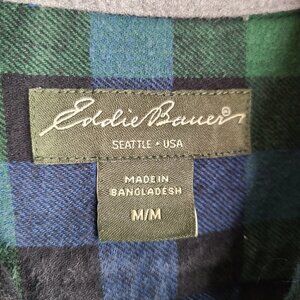 Eddie Bauer®
SEATTLE • USA
MADE IN
BANGLADESH
M/M